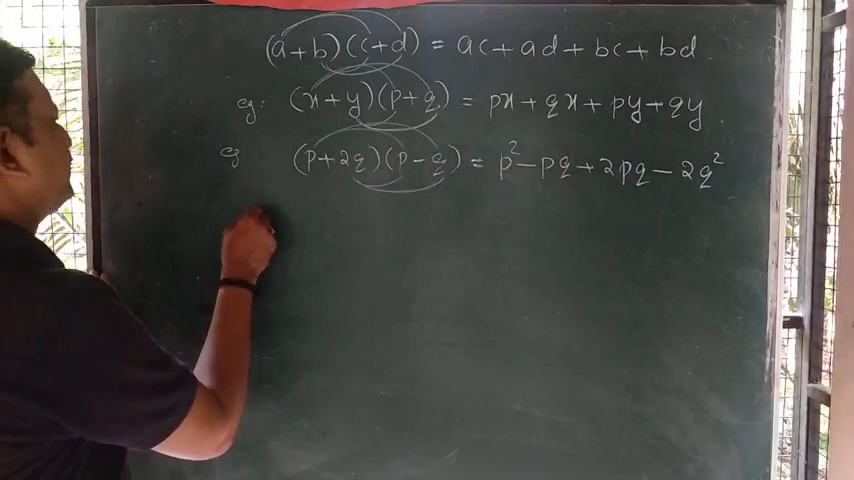 (a+b)(c+d) = ac+ad+bc+bd
eg: (x+y)(p+q) = px+qx+py+qy.
eg (p+2q)(p-q) = p²-pq+2pq-2q²